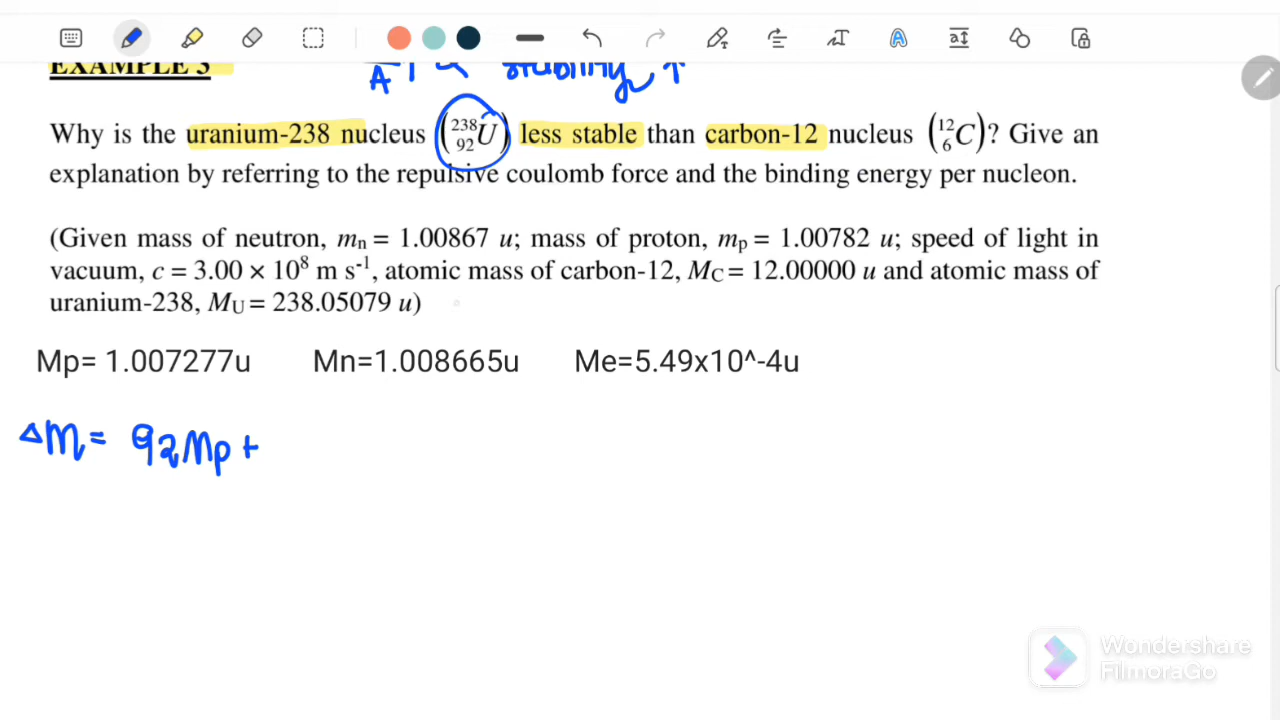 EXAMPLE 3
A ↑ stability ↑
Why is the uranium-238 nucleus (²³⁸₉₂U) less stable than carbon-12 nucleus (¹²₆C)? Give an
explanation by referring to the repulsive coulomb force and the binding energy per nucleon.
(Given mass of neutron, mₙ = 1.00867 u; mass of proton, mₚ = 1.00782 u; speed of light in
vacuum, c = 3.00 × 10⁸ m s⁻¹, atomic mass of carbon-12, MC = 12.00000 u and atomic mass of
uranium-238, MU = 238.05079 u)
Mp= 1.007277u Mn=1.008665u Me=5.49x10^-4u
Δm = 92Mp +
Wondershare
FilmoraGo